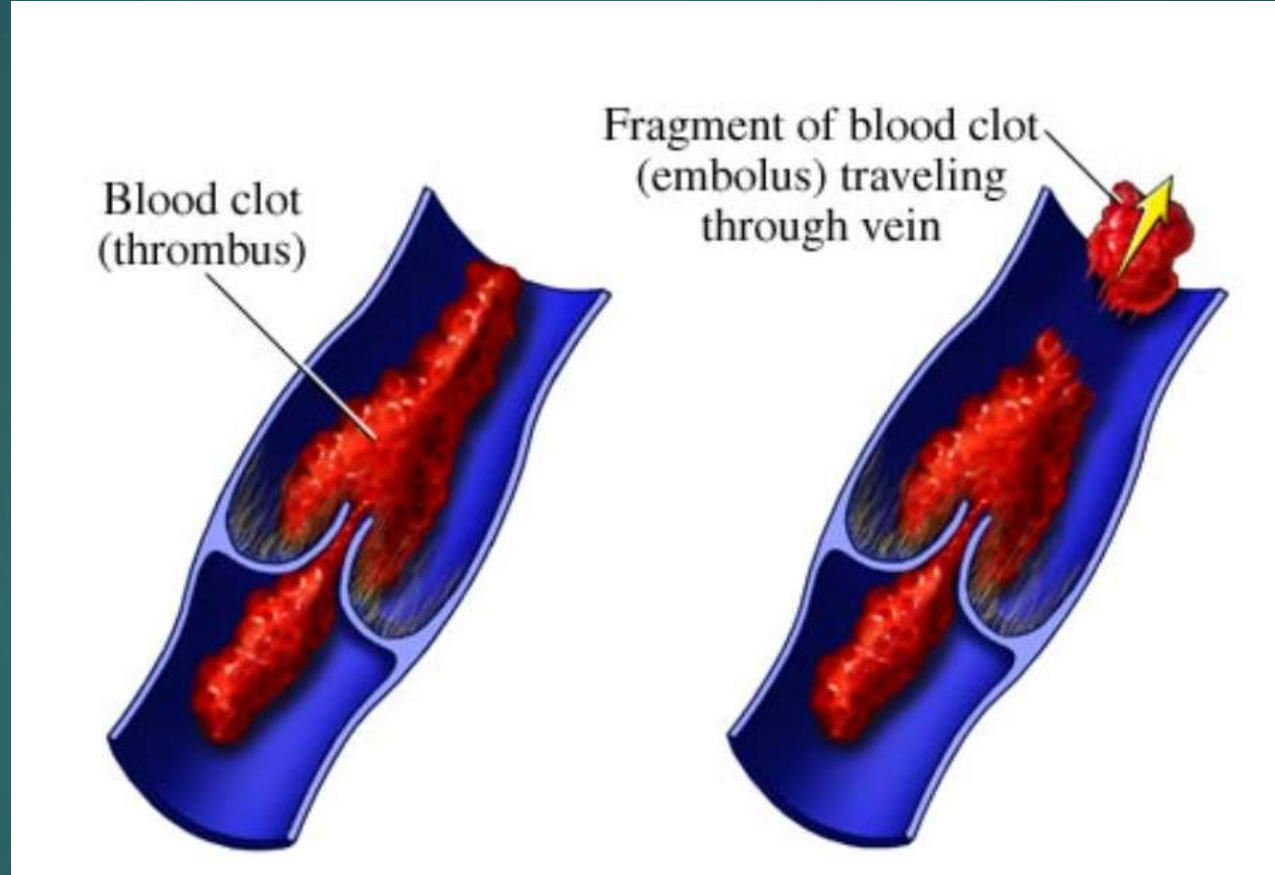 Blood clot
(thrombus)
Fragment of blood clot
(embolus) traveling
through vein